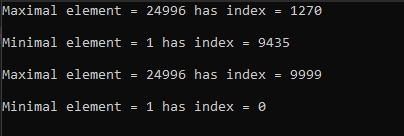 Maximal element = 24996 has index = 1270
Minimal element = 1 has index = 9435
Maximal element = 24996 has index = 9999
Minimal element = 1 has index = 0